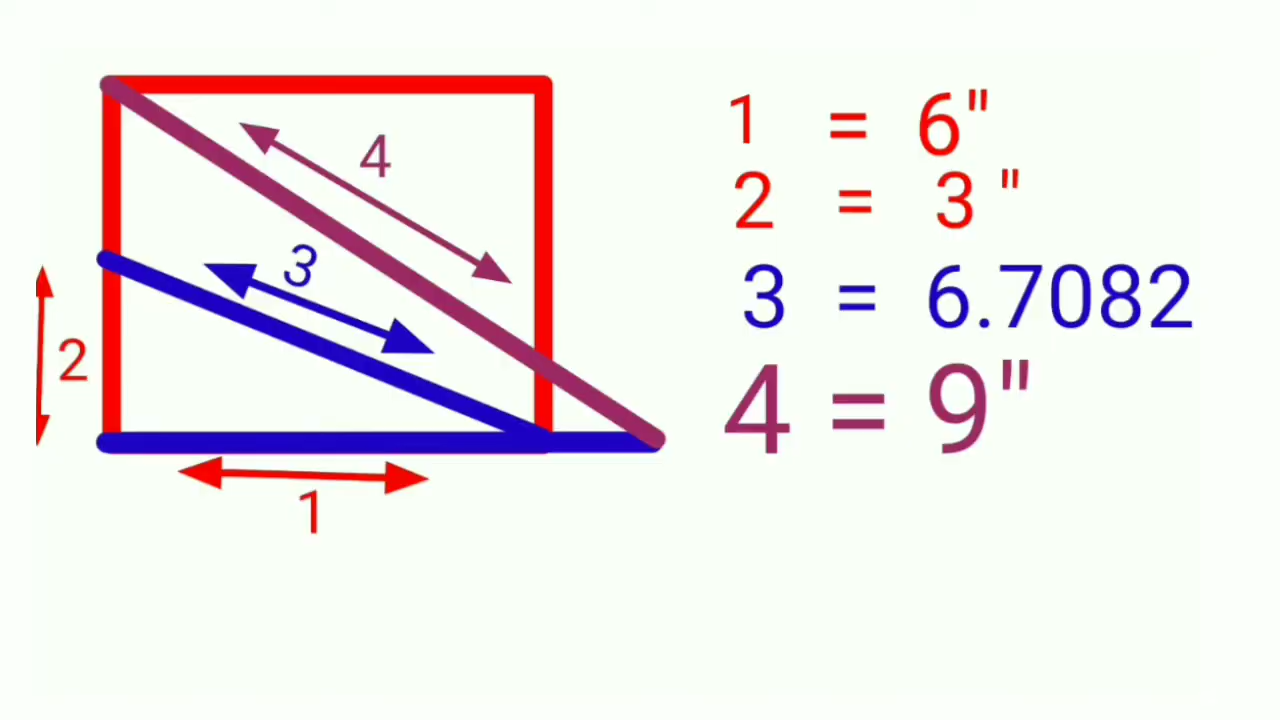 4
3
2
1
1 = 6"
2 = 3 "
3 = 6.7082
4 = 9"